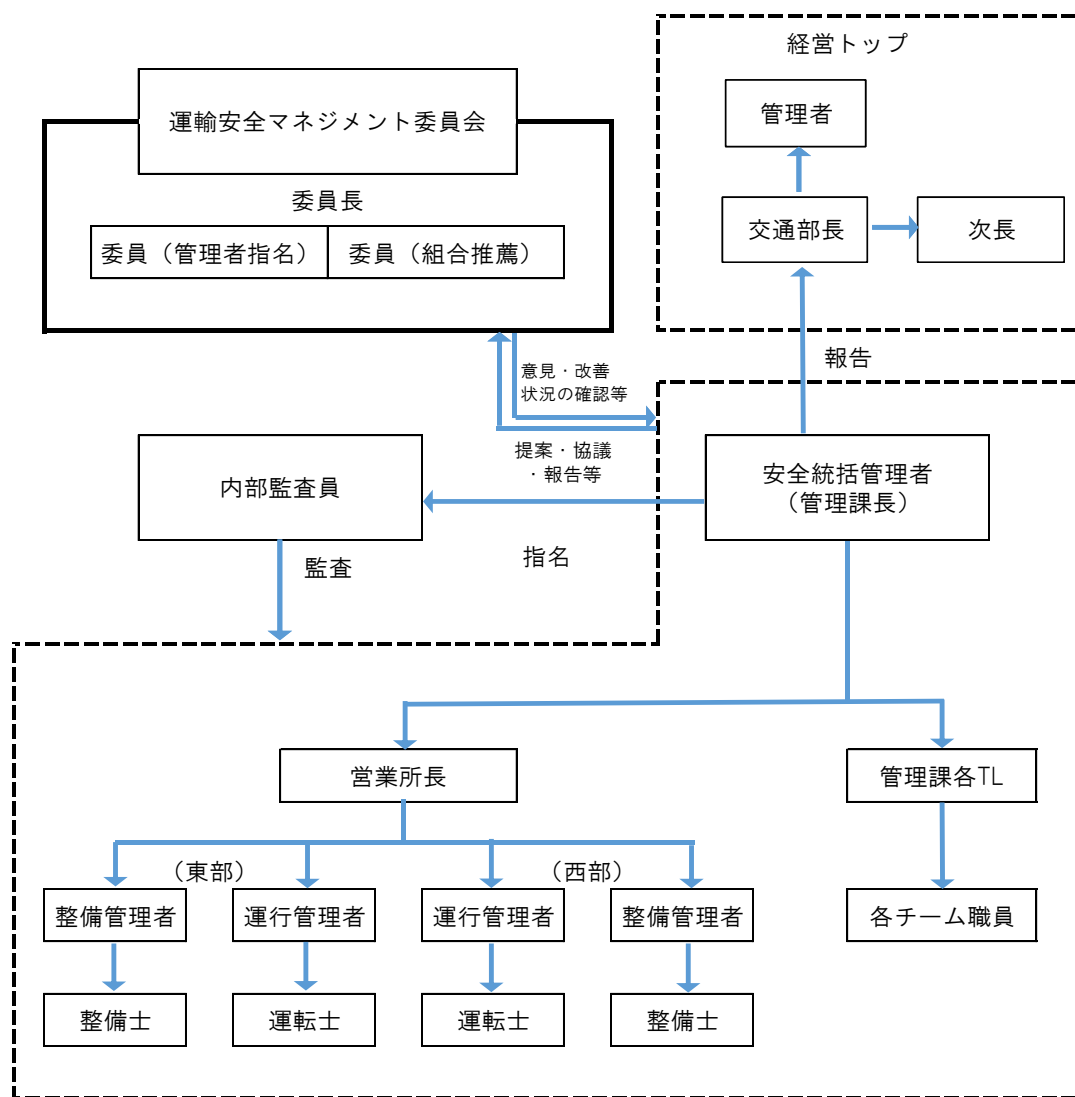 経営トップ
管理者
運輸安全マネジメント委員会
委員長
交通部長
次長
委員（管理者指名）
委員（組合推薦）
報告
意見・改善
状況の確認等
提案・協議
・報告等
内部監査員
安全統括管理者
（管理課長）
指名
監査
営業所長
管理課各TL
（東部）
（西部）
整備管理者
運行管理者
運行管理者
整備管理者
各チーム職員
整備士
運転士
運転士
整備士